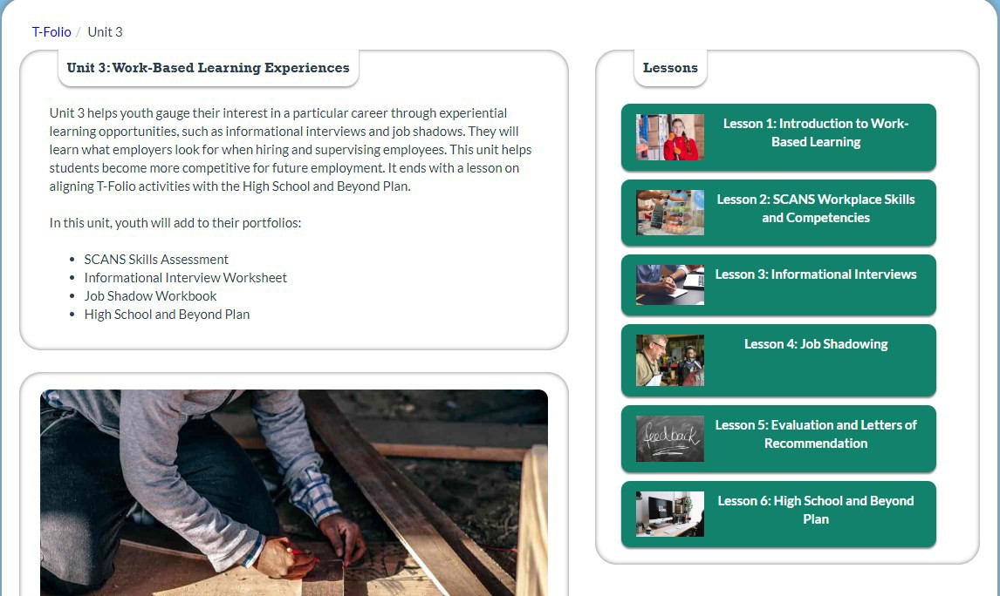 T-Folio / Unit 3
Unit 3: Work-Based Learning Experiences
Unit 3 helps youth gauge their interest in a particular career through experiential
learning opportunities, such as informational interviews and job shadows. They will
learn what employers look for when hiring and supervising employees. This unit helps
students become more competitive for future employment. It ends with a lesson on
aligning T-Folio activities with the High School and Beyond Plan.
In this unit, youth will add to their portfolios:
• SCANS Skills Assessment
• Informational Interview Worksheet
• Job Shadow Workbook
• High School and Beyond Plan
Lessons
Lesson 1: Introduction to Work-
Based Learning
Lesson 2: SCANS Workplace Skills
and Competencies
Lesson 3: Informational Interviews
Lesson 4: Job Shadowing
feedback
Lesson 5: Evaluation and Letters of
Recommendation
Lesson 6: High School and Beyond
Plan